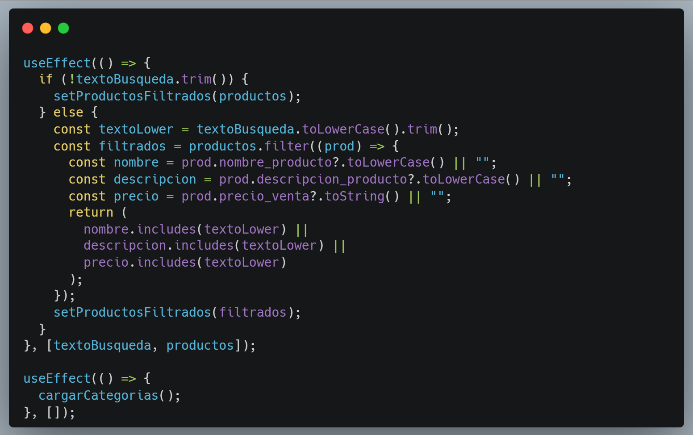 useEffect(() => {
  if (!textoBusqueda.trim()) {
    setProductosFiltrados(productos);
  } else {
    const textoLower = textoBusqueda.toLowerCase().trim();
    const filtrados = productos.filter((prod) => {
      const nombre = prod.nombre_producto?.toLowerCase() || "";
      const descripcion = prod.descripcion_producto?.toLowerCase() || "";
      const precio = prod.precio_venta?.toString() || "";
      return (
        nombre.includes(textoLower) ||
        descripcion.includes(textoLower) ||
        precio.includes(textoLower)
      );
    });
    setProductosFiltrados(filtrados);
  }
}, [textoBusqueda, productos]);

useEffect(() => {
  cargarCategorias();
}, []);